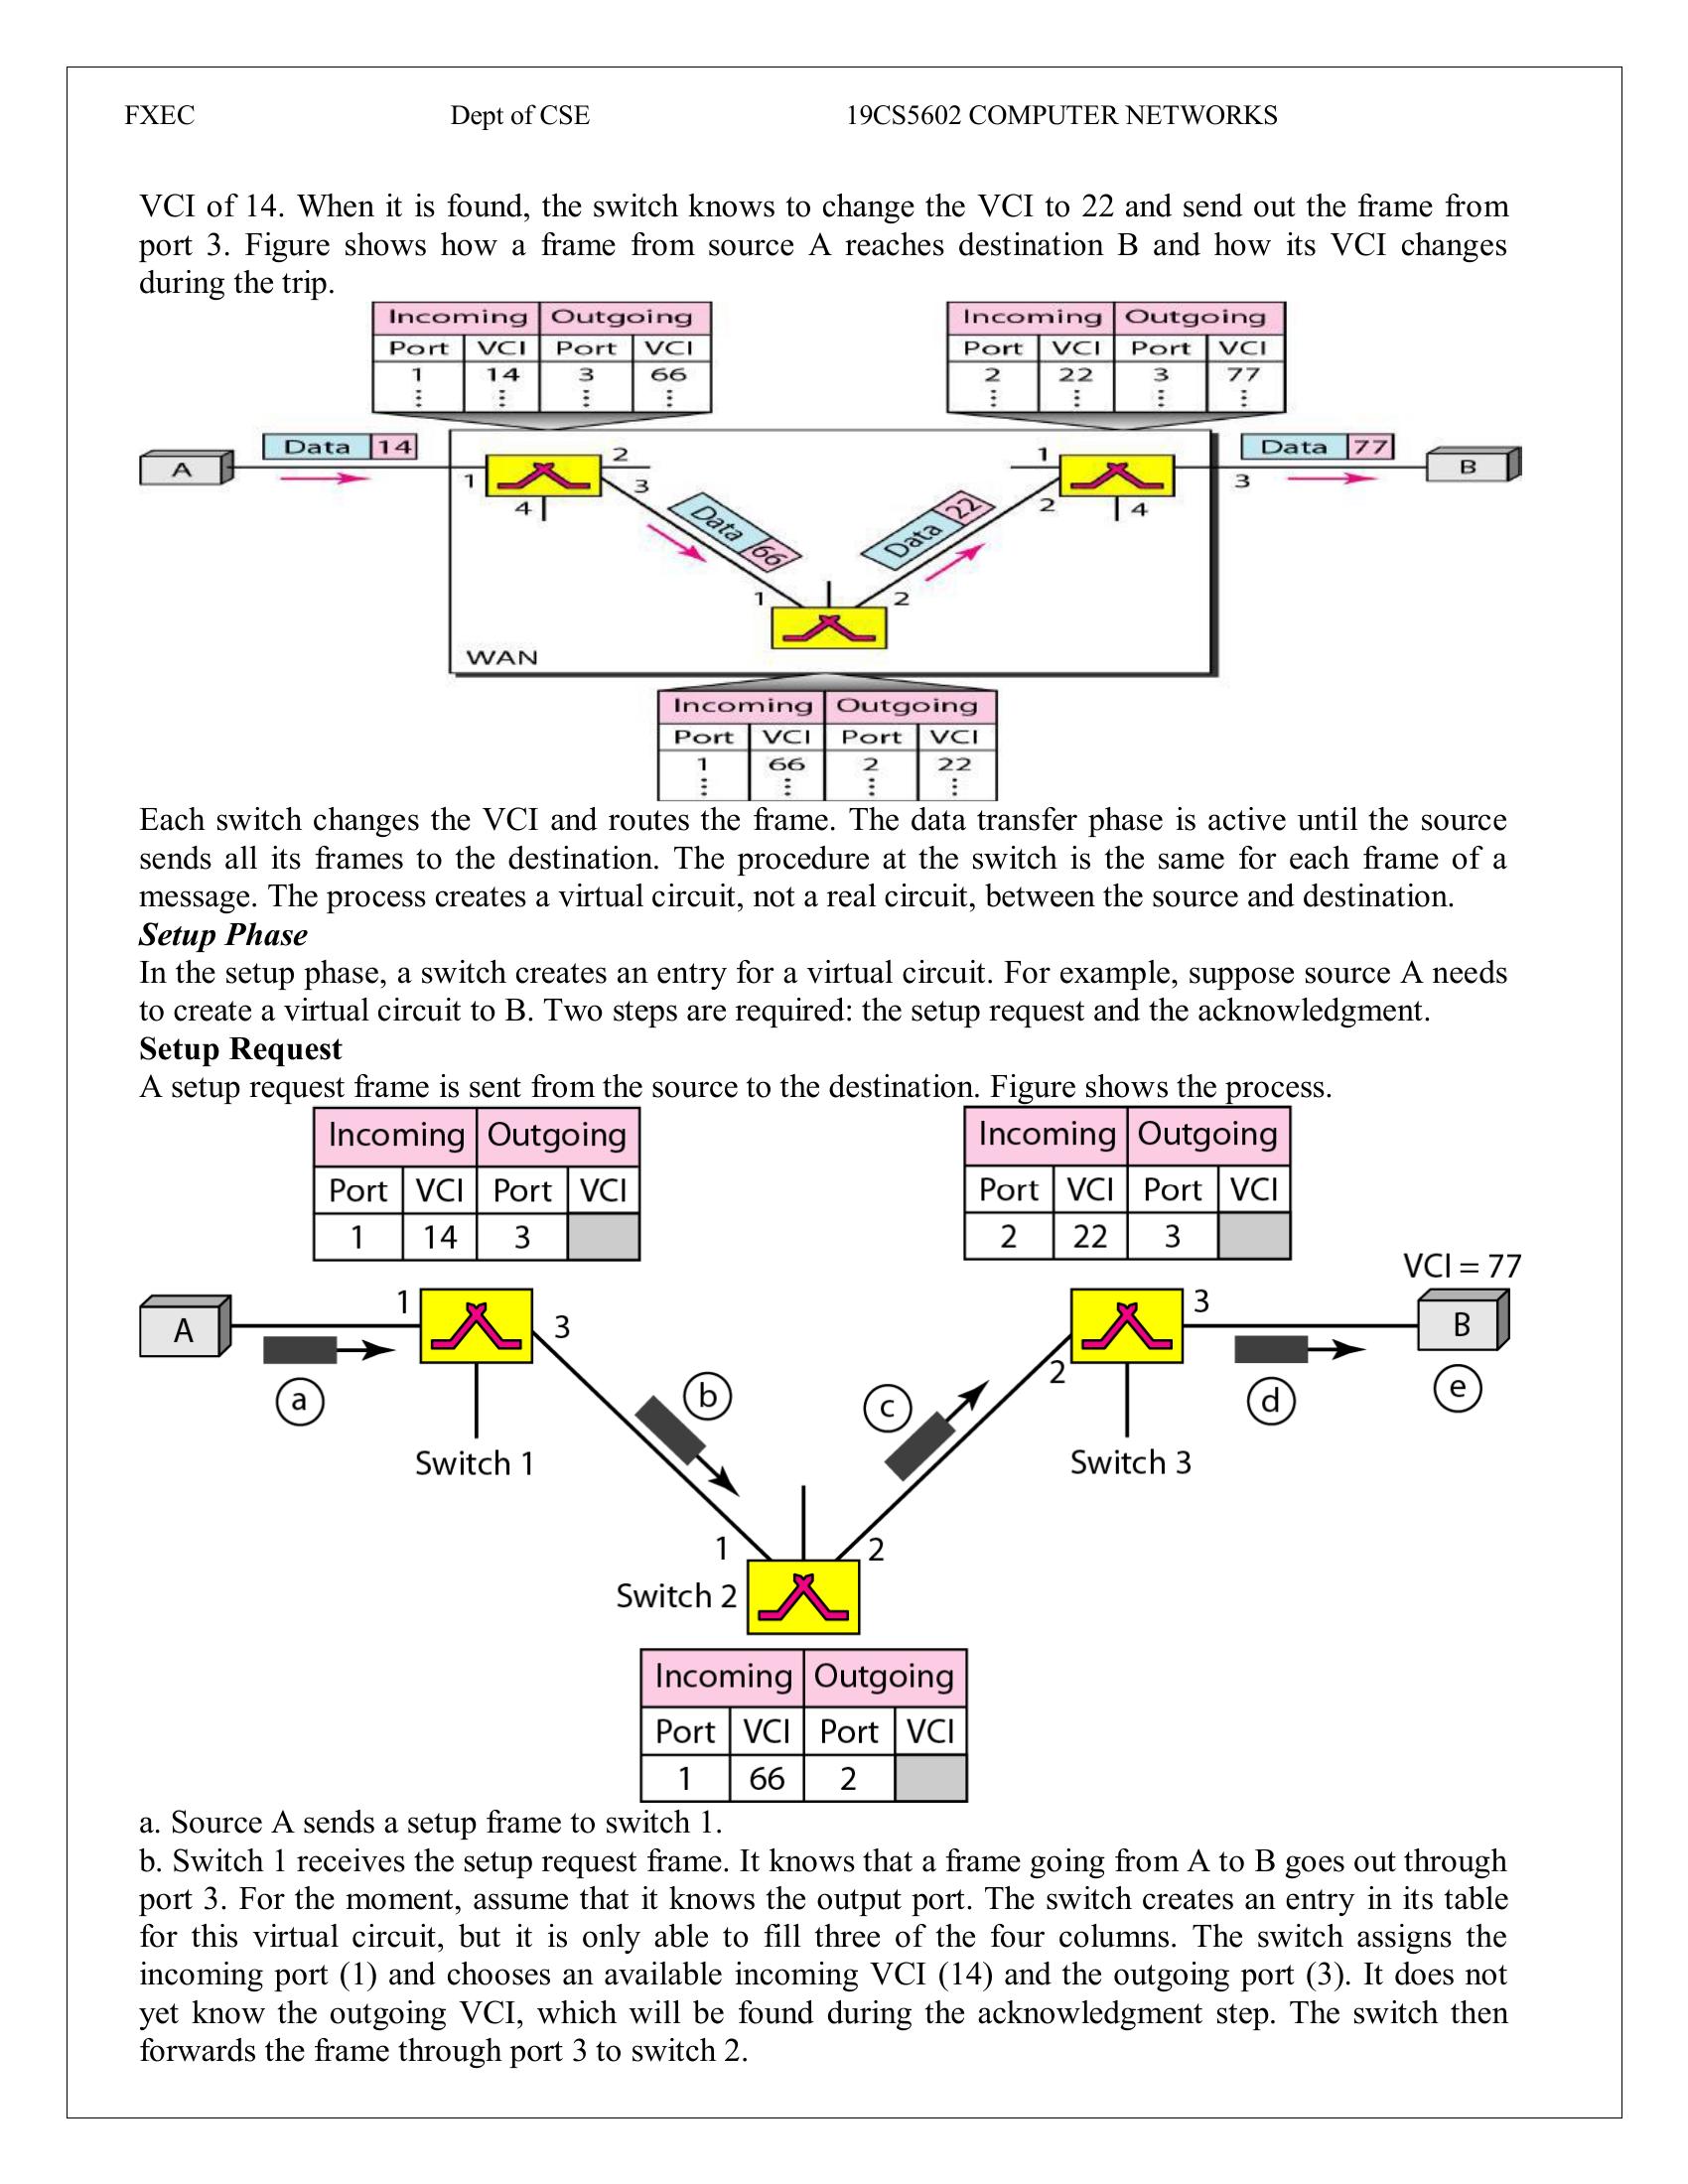 FXEC Dept of CSE 19CS5602 COMPUTER NETWORKS
VCI of 14. When it is found, the switch knows to change the VCI to 22 and send out the frame from
port 3. Figure shows how a frame from source A reaches destination B and how its VCI changes
during the trip.
Incoming Outgoing
Port VCI Port VCI
1 14 3 66
Incoming Outgoing
Port VCI Port VCI
2 22 3 77
A
Data 14
1
2
3
4
Data 66
1
2
Data 22
1
2
4
3
Data 77
B
WAN
Incoming Outgoing
Port VCI Port VCI
1 66 2 22
Each switch changes the VCI and routes the frame. The data transfer phase is active until the source
sends all its frames to the destination. The procedure at the switch is the same for each frame of a
message. The process creates a virtual circuit, not a real circuit, between the source and destination.
Setup Phase
In the setup phase, a switch creates an entry for a virtual circuit. For example, suppose source A needs
to create a virtual circuit to B. Two steps are required: the setup request and the acknowledgment.
Setup Request
A setup request frame is sent from the source to the destination. Figure shows the process.
Incoming Outgoing
Port VCI Port VCI
1 14 3
Incoming Outgoing
Port VCI Port VCI
2 22 3
VCI = 77
A
1
3
a
b
c
2
3
d
B
e
Switch 1
Switch 3
1
2
Switch 2
Incoming Outgoing
Port VCI Port VCI
1 66 2
a. Source A sends a setup frame to switch 1.
b. Switch 1 receives the setup request frame. It knows that a frame going from A to B goes out through
port 3. For the moment, assume that it knows the output port. The switch creates an entry in its table
for this virtual circuit, but it is only able to fill three of the four columns. The switch assigns the
incoming port (1) and chooses an available incoming VCI (14) and the outgoing port (3). It does not
yet know the outgoing VCI, which will be found during the acknowledgment step. The switch then
forwards the frame through port 3 to switch 2.